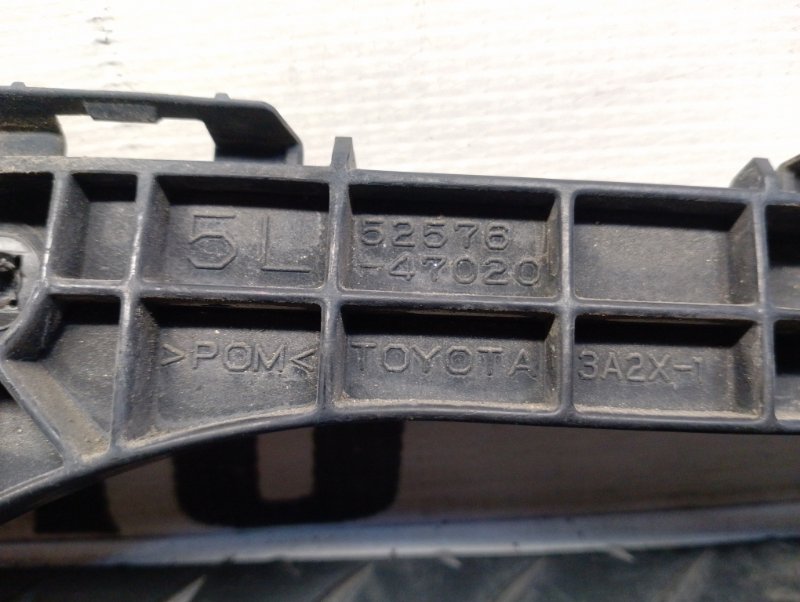 5L
52576
-47020
>POM<
TOYOTA
3A2X-1